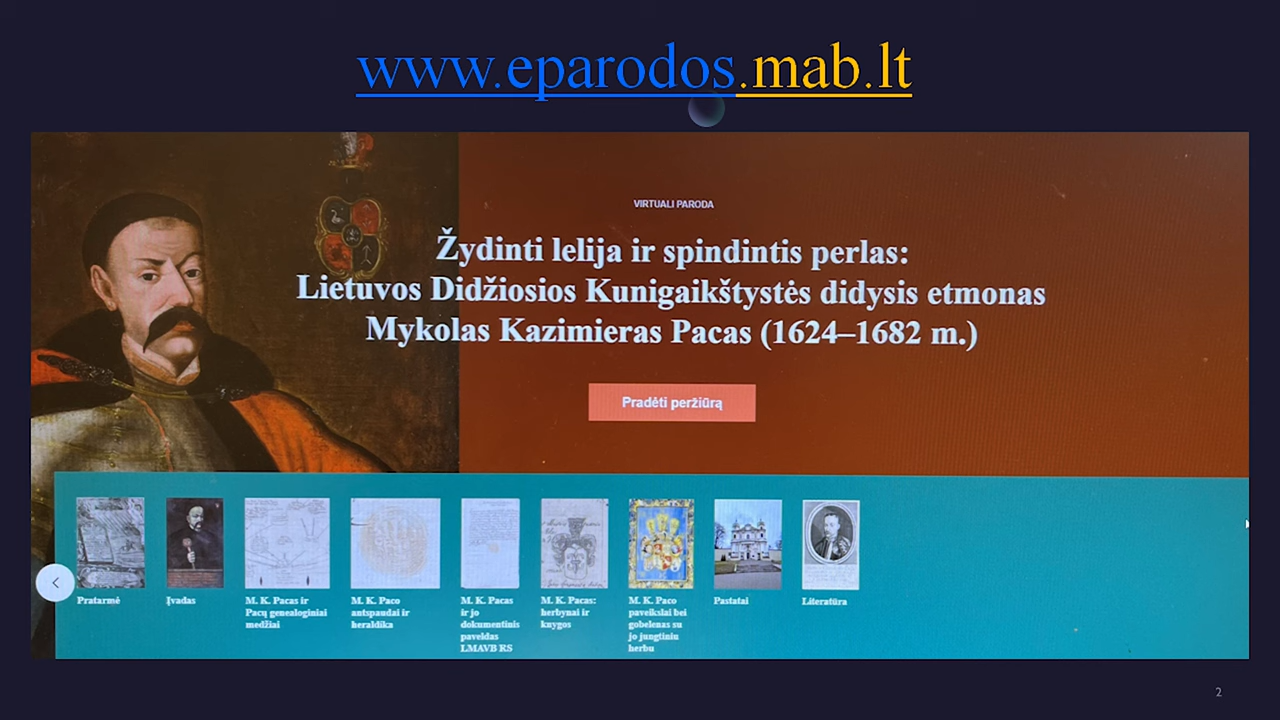 www.eparodos.mab.lt
VIRTUALI PARODA
Žydinti lelija ir spindintis perlas:
Lietuvos Didžiosios Kunigaikštystės didysis etmonas
Mykolas Kazimieras Pacas (1624–1682 m.)
Pradėti peržiūrą
Pratarmė
Įvadas
M. K. Pacas ir
Pacų genealoginiai
medžiai
M. K. Paco
antspaudai ir
heraldika
M. K. Pacas
ir jo
dokumentinis
paveldas
LMAVB RS
M. K. Pacas:
herbynai ir
knygos
M. K. Paco
paveikslai bei
gobelenas su
jo jungtiniu
herbu
Pastatai
Literatūra
2